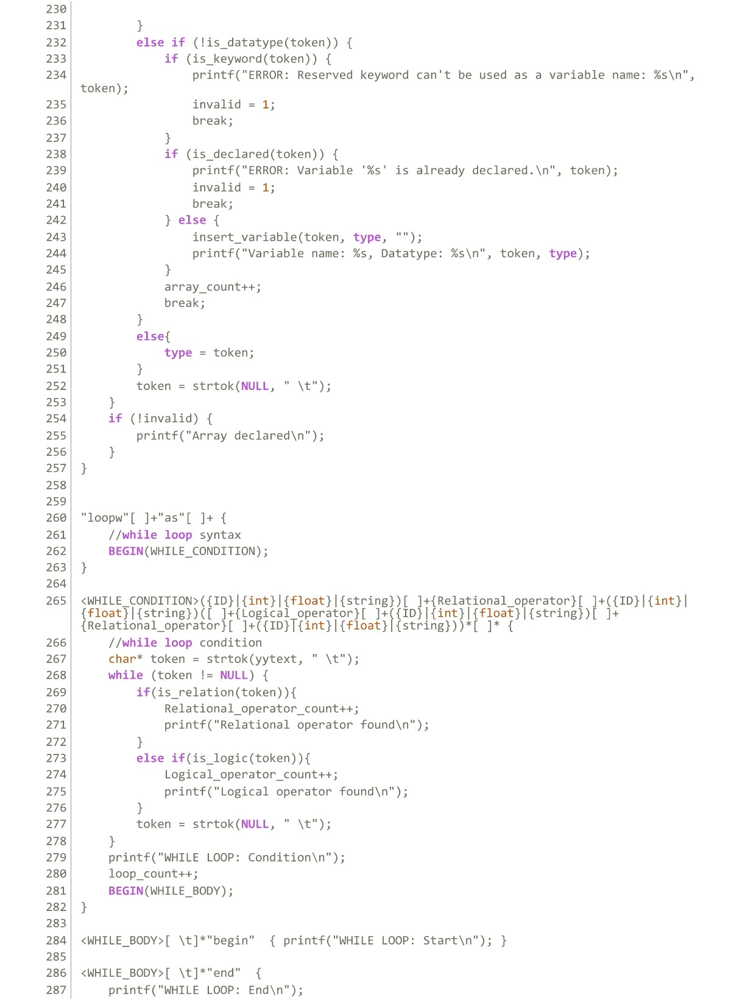 230
231         }
232         else if (!is_datatype(token)) {
233             if (is_keyword(token)) {
234                 printf("ERROR: Reserved keyword can't be used as a variable name: %s\n",
token);
235                 invalid = 1;
236                 break;
237             }
238             if (is_declared(token)) {
239                 printf("ERROR: Variable '%s' is already declared.\n", token);
240                 invalid = 1;
241                 break;
242             } else {
243                 insert_variable(token, type, "");
244                 printf("Variable name: %s, Datatype: %s\n", token, type);
245             }
246             array_count++;
247             break;
248         }
249         else{
250             type = token;
251         }
252         token = strtok(NULL, " \t");
253     }
254     if (!invalid) {
255         printf("Array declared\n");
256     }
257 }
258
259
260 "loopw"[ ]+"as"[ ]+ {
261     //while loop syntax
262     BEGIN(WHILE_CONDITION);
263 }
264
265 <WHILE_CONDITION>({ID}|{int}|{float}|{string})[ ]+{Relational_operator}[ ]+({ID}|{int}|
{float}|{string})([ ]+{Logical_operator}[ ]+({ID}|{int}|{float}|{string})[ ]+
{Relational_operator}[ ]+({ID}|{int}|{float}|{string}))*[ ]* {
266     //while loop condition
267     char* token = strtok(yytext, " \t");
268     while (token != NULL) {
269         if(is_relation(token)){
270             Relational_operator_count++;
271             printf("Relational operator found\n");
272         }
273         else if(is_logic(token)){
274             Logical_operator_count++;
275             printf("Logical operator found\n");
276         }
277         token = strtok(NULL, " \t");
278     }
279     printf("WHILE LOOP: Condition\n");
280     loop_count++;
281     BEGIN(WHILE_BODY);
282 }
283
284 <WHILE_BODY>[ \t]*"begin"  { printf("WHILE LOOP: Start\n"); }
285
286 <WHILE_BODY>[ \t]*"end"  {
287     printf("WHILE LOOP: End\n");